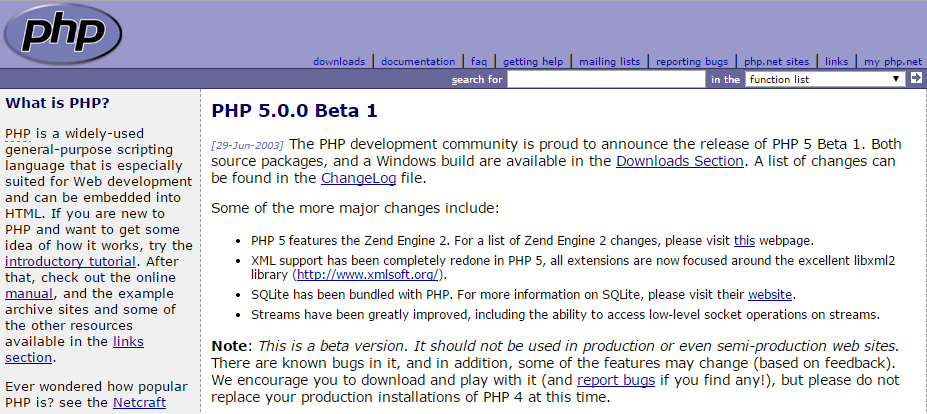 php
downloads | documentation | faq | getting help | mailing lists | reporting bugs | php.net sites | links | my php.net
search for in the function list
What is PHP?
PHP is a widely-used
general-purpose scripting
language that is especially
suited for Web development
and can be embedded into
HTML. If you are new to
PHP and want to get some
idea of how it works, try the
introductory tutorial. After
that, check out the online
manual, and the example
archive sites and some of
the other resources
available in the links
section.
Ever wondered how popular
PHP is? see the Netcraft
PHP 5.0.0 Beta 1
[29-Jun-2003] The PHP development community is proud to announce the release of PHP 5 Beta 1. Both
source packages, and a Windows build are available in the Downloads Section. A list of changes can
be found in the ChangeLog file.
Some of the more major changes include:
• PHP 5 features the Zend Engine 2. For a list of Zend Engine 2 changes, please visit this webpage.
• XML support has been completely redone in PHP 5, all extensions are now focused around the excellent libxml2
library (http://www.xmlsoft.org/).
• SQLite has been bundled with PHP. For more information on SQLite, please visit their website.
• Streams have been greatly improved, including the ability to access low-level socket operations on streams.
Note: This is a beta version. It should not be used in production or even semi-production web sites.
There are known bugs in it, and in addition, some of the features may change (based on feedback).
We encourage you to download and play with it (and report bugs if you find any!), but please do not
replace your production installations of PHP 4 at this time.